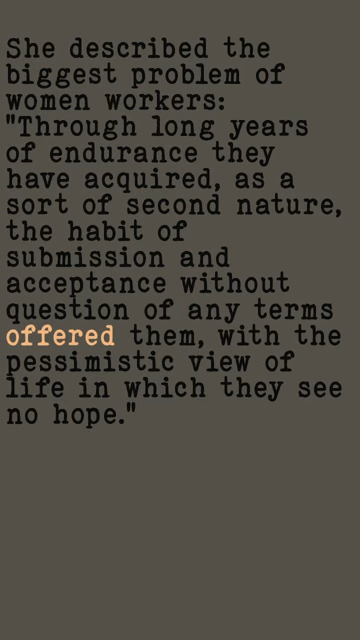 She described the
biggest problem of
women workers:
"Through long years
of endurance they
have acquired, as a
sort of second nature,
the habit of
submission and
acceptance without
question of any terms
offered them, with the
pessimistic view of
life in which they see
no hope."